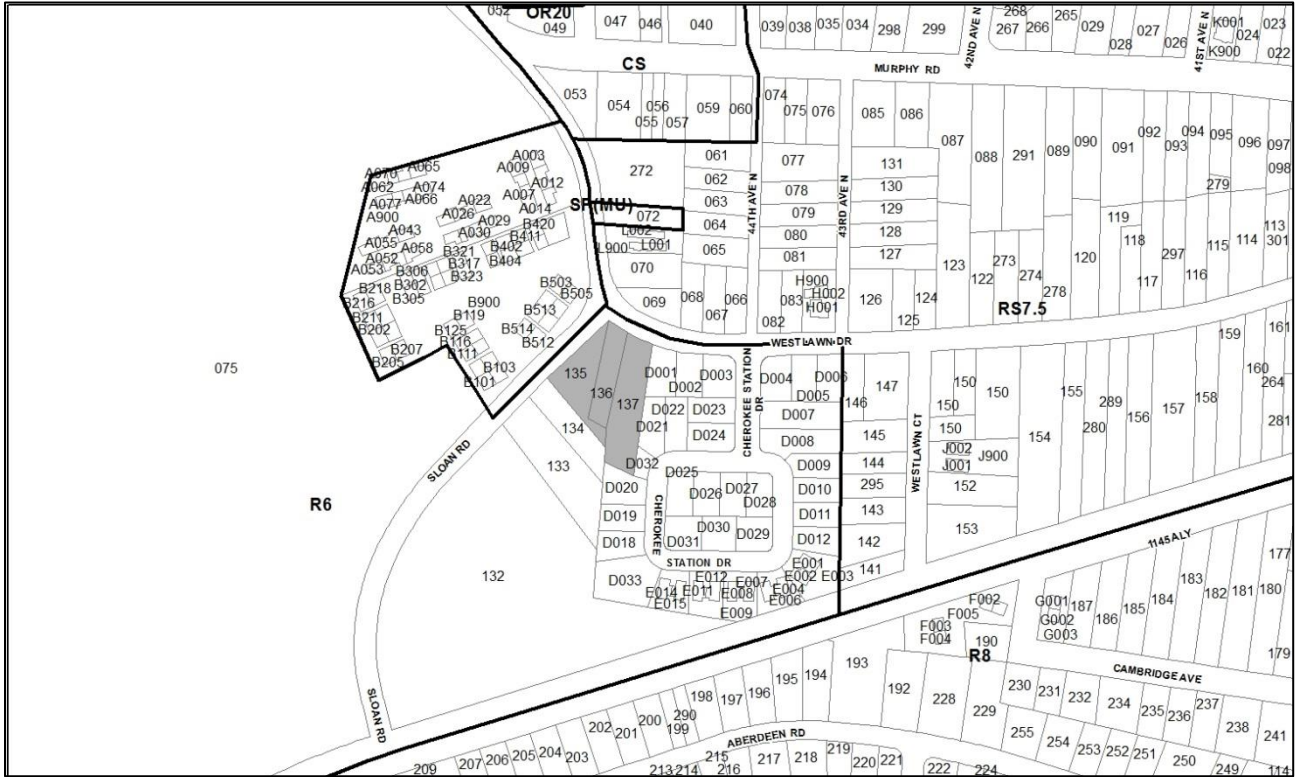 052
OR20
049
047
046
040
039
038
035
034
298
299
42ND AVE N
268
267
266
265
029
028
027
026
41ST AVE N
K001
K900
024
023
022
CS
MURPHY RD
053
054
056
055
057
059
060
074
075
076
085
086
087
088
291
089
090
091
092
093
094
095
096
097
098
279
272
061
062
063
064
065
44TH AVE N
077
078
079
080
081
43RD AVE N
131
130
129
128
127
SP(MU)
072
L002
L001
L900
070
069
068
067
066
083
082
H900
H002
H001
126
124
125
123
122
273
274
278
120
119
118
117
297
116
115
114
113
301
RS7.5
A003
A009
A012
A007
A014
A070
A065
A062
A074
A066
A077
A900
A022
A026
A029
A030
A043
A055
A058
A052
A053
B420
B411
B402
B404
B321
B317
B323
B306
B302
B305
B218
B216
B211
B202
B207
B205
B900
B119
B125
B116
B111
B103
B101
B503
B505
B513
B514
B512
WESTLAWN DR
075
135
136
137
134
133
132
SLOAN RD
R6
SLOAN RD
D001
D002
D003
D022
D023
D021
D024
D032
D025
D020
D019
D018
D033
D026
D027
D028
D030
D031
D029
CHEROKEE STATION DR
CHEROKEE
STATION DR
D004
D006
D005
D007
D008
D009
D010
D011
D012
E001
E002
E003
E004
E006
E007
E008
E009
E011
E012
E014
E015
146
147
145
144
295
143
142
141
WESTLAWN CT
150
150
150
150
J002
J001
J900
152
153
154
155
280
289
156
157
158
159
160
161
264
281
1145 ALY
F002
F005
F003
F004
190
R8
G001
G002
G003
187
186
185
184
183
182
181
180
177
179
CAMBRIDGE AVE
193
192
228
229
230
231
232
234
235
236
237
238
241
255
254
253
252
251
250
249
114
194
195
196
197
198
290
199
200
201
202
203
204
205
206
207
209
ABERDEEN RD
213
214
215
216
217
218
219
220
221
222
224